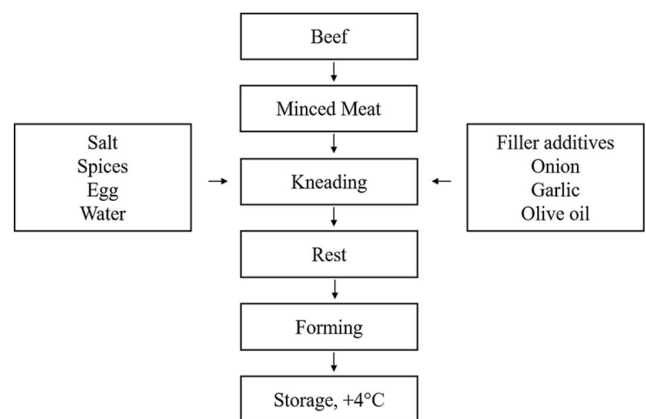 Beef
Minced Meat
Salt
Spices
Egg
Water
Kneading
Filler additives
Onion
Garlic
Olive oil
Rest
Forming
Storage, +4°C